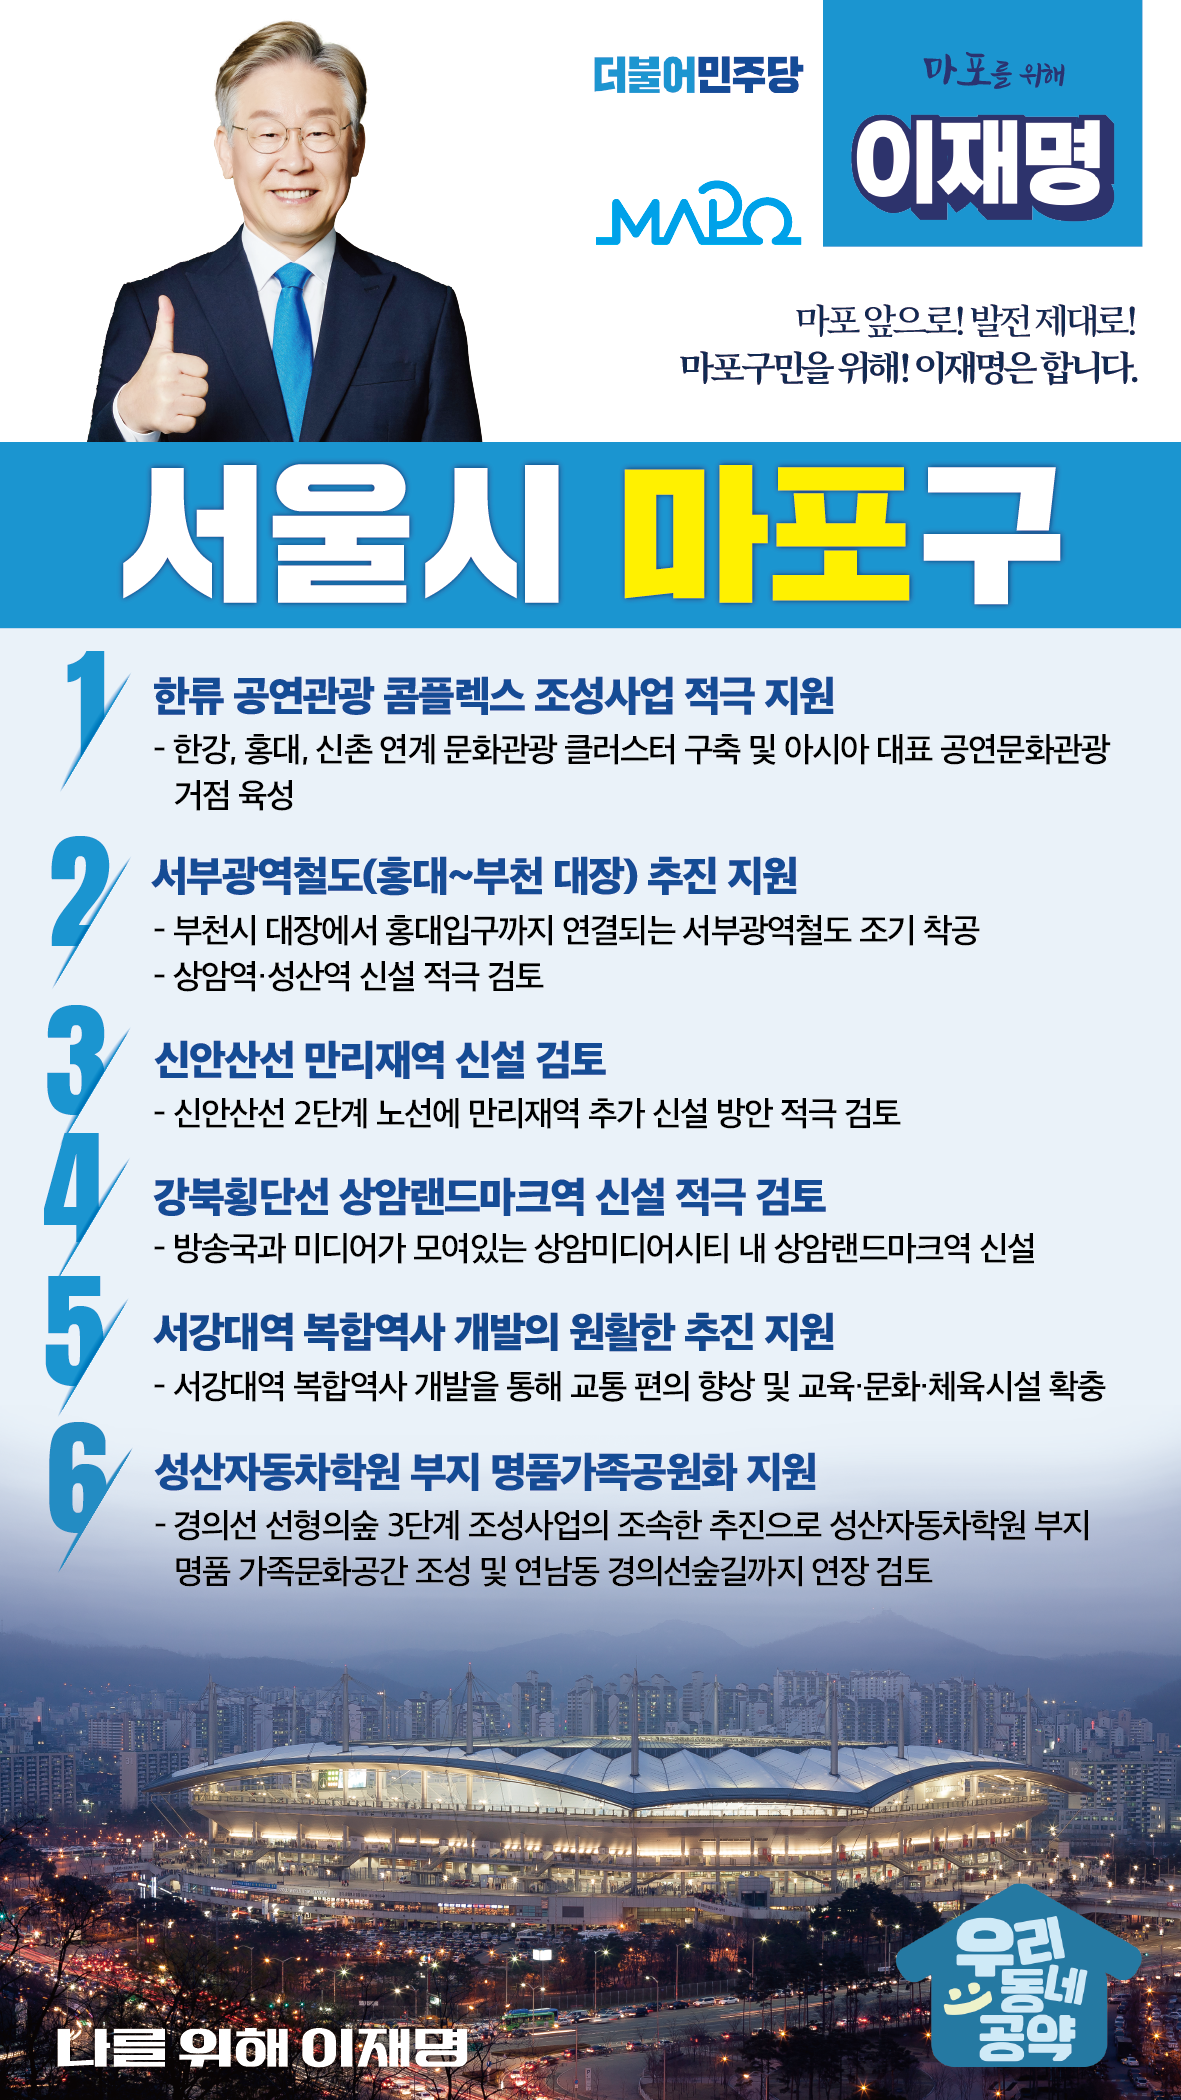 더불어민주당
마포를 위해
이재명
MAPO
마포 앞으로! 발전 제대로!
마포구민을 위해! 이재명은 합니다.
서울시 마포구
1
한류 공연관광 콤플렉스 조성사업 적극 지원
- 한강, 홍대, 신촌 연계 문화관광 클러스터 구축 및 아시아 대표 공연문화관광
거점 육성
2
서부광역철도(홍대~부천 대장) 추진 지원
- 부천시 대장에서 홍대입구까지 연결되는 서부광역철도 조기 착공
- 상암역·성산역 신설 적극 검토
3
신안산선 만리재역 신설 검토
- 신안산선 2단계 노선에 만리재역 추가 신설 방안 적극 검토
4
강북횡단선 상암랜드마크역 신설 적극 검토
- 방송국과 미디어가 모여있는 상암미디어시티 내 상암랜드마크역 신설
5
서강대역 복합역사 개발의 원활한 추진 지원
- 서강대역 복합역사 개발을 통해 교통 편의 향상 및 교육·문화·체육시설 확충
6
성산자동차학원 부지 명품가족공원화 지원
- 경의선 선형의숲 3단계 조성사업의 조속한 추진으로 성산자동차학원 부지
명품 가족문화공간 조성 및 연남동 경의선숲길까지 연장 검토
우리
동네
공약
나를 위해 이재명